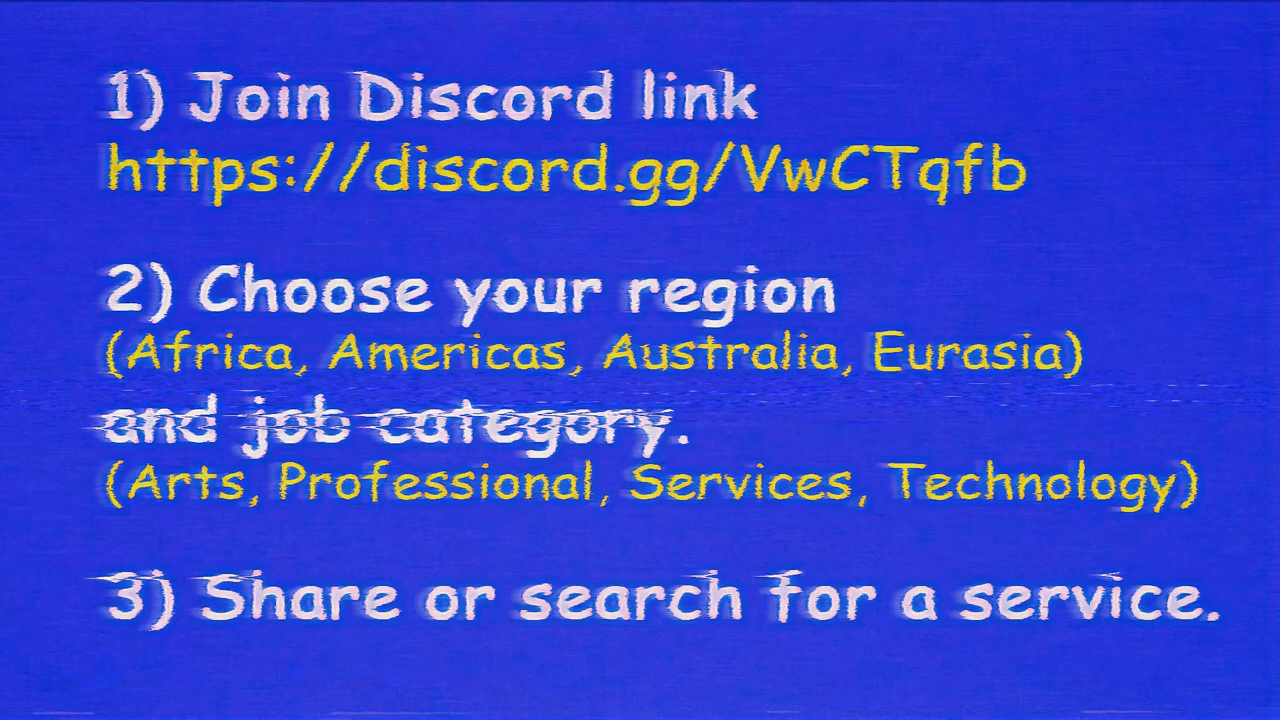 1) Join Discord link
https://discord.gg/VwCTqfb
2) Choose your region
(Africa, Americas, Australia, Eurasia)
and job category.
(Arts, Professional, Services, Technology)
3) Share or search for a service.